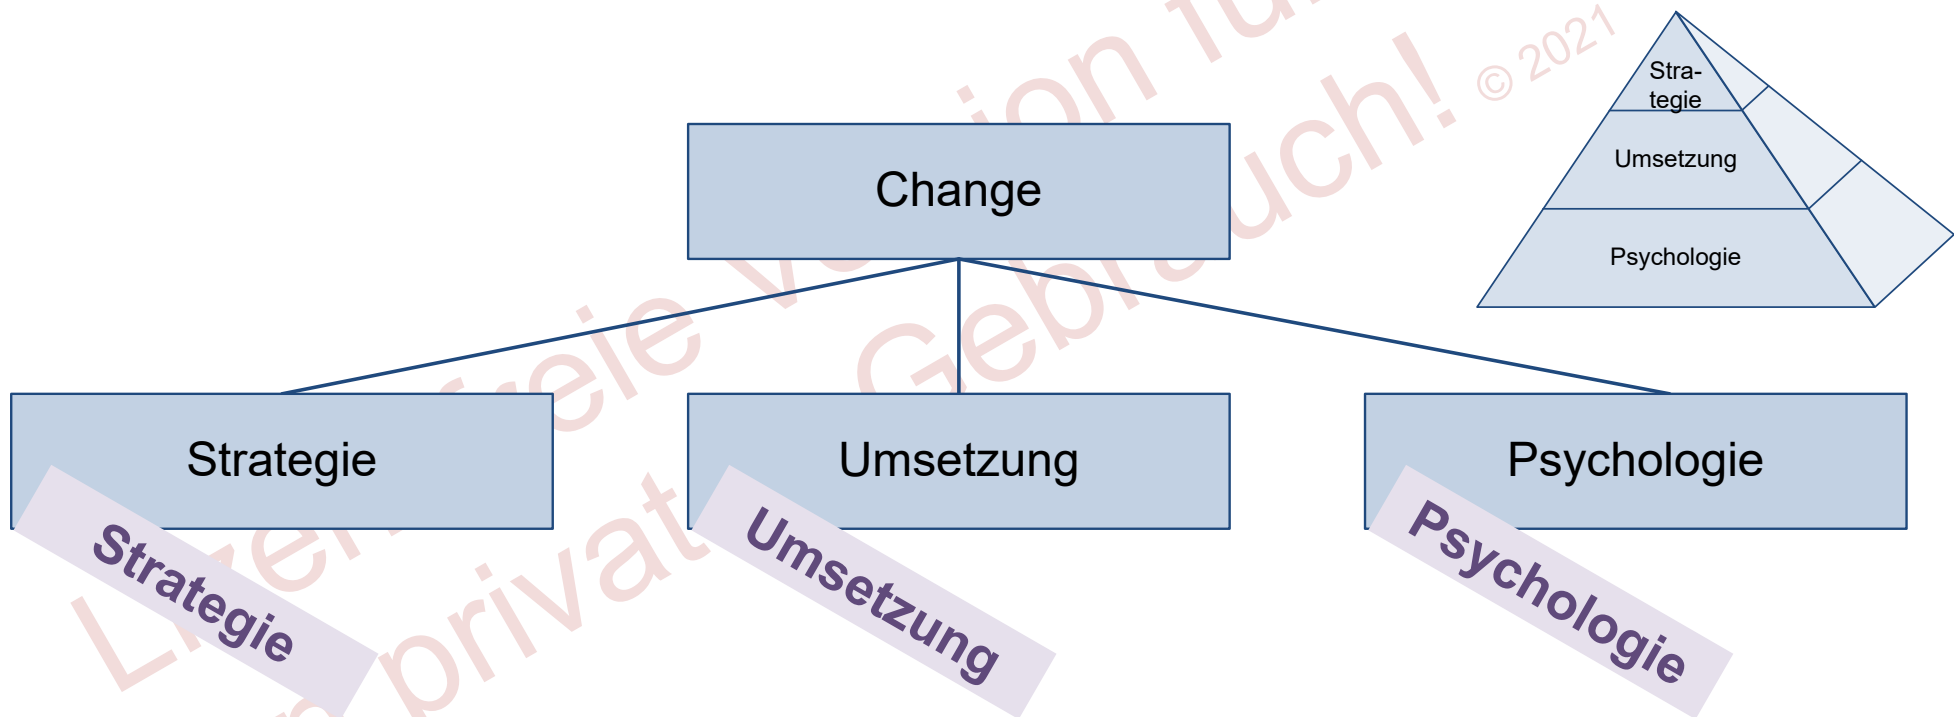 Change
Stra-
tegie
Umsetzung
Psychologie
Strategie
Umsetzung
Psychologie
Strategie
Umsetzung
Psychologie
Gebrauch! © 2021
privat